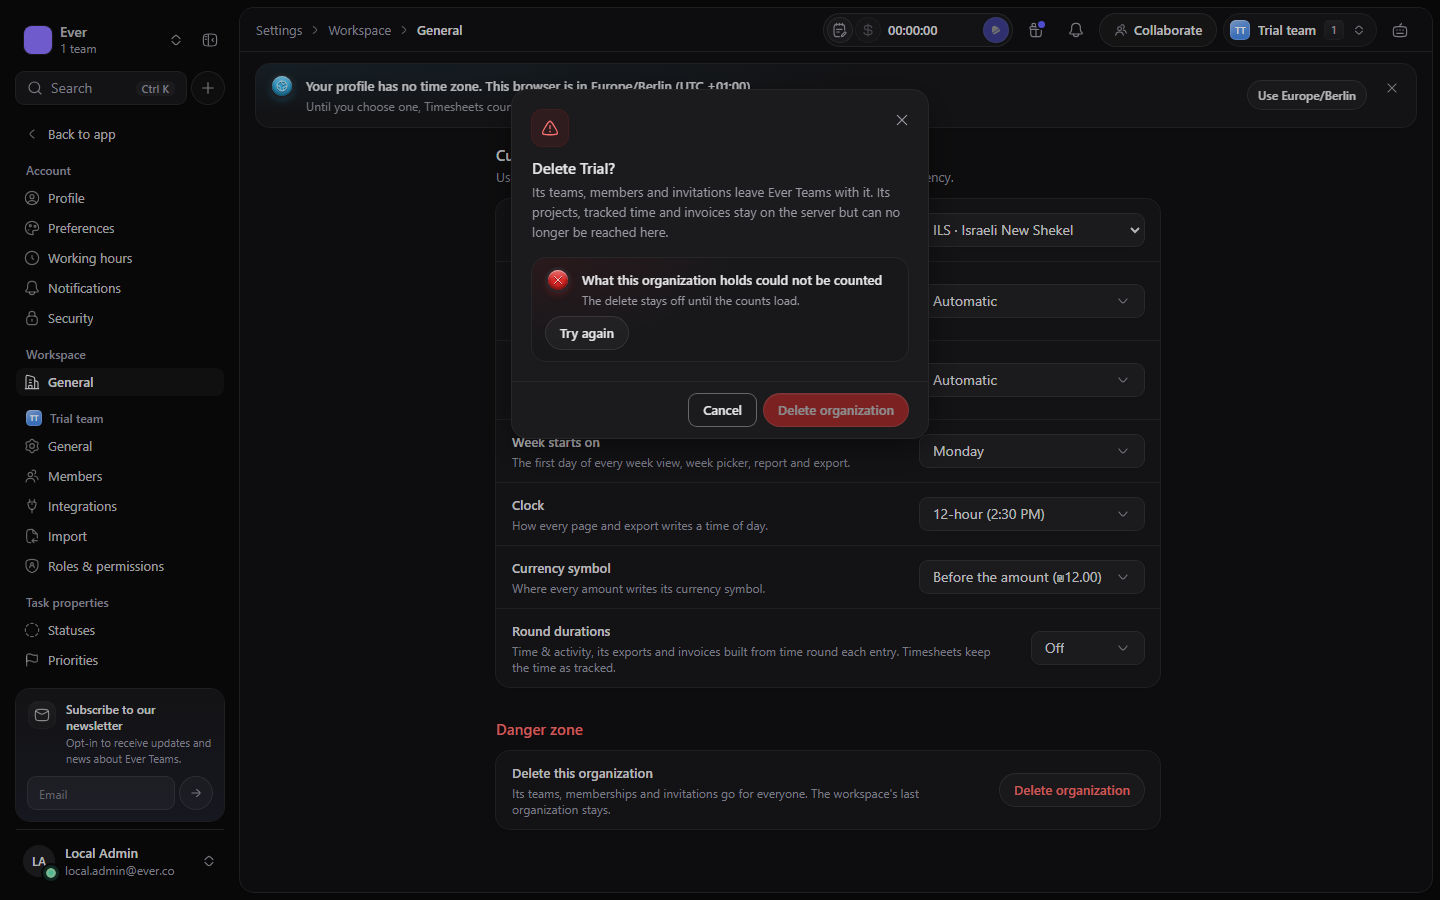 Ever
1 team
Search
Ctrl K
Back to app
Account
Profile
Preferences
Working hours
Notifications
Security
Workspace
General
TT Trial team
General
Members
Integrations
Import
Roles & permissions
Task properties
Statuses
Priorities
Subscribe to our
newsletter
Opt-in to receive updates and
news about Ever Teams.
Email
LA
Local Admin
local.admin@ever.co
Settings
Workspace
General
00:00:00
Collaborate
TT Trial team 1
Your profile has no time zone. This browser is in Europe/Berlin (UTC +01:00)
Until you choose one, Timesheets cour
Use Europe/Berlin
Delete Trial?
Its teams, members and invitations leave Ever Teams with it. Its
projects, tracked time and invoices stay on the server but can no
longer be reached here.
What this organization holds could not be counted
The delete stays off until the counts load.
Try again
Cancel
Delete organization
Cu
Us
ency.
ILS · Israeli New Shekel
Automatic
Automatic
Week starts on
The first day of every week view, week picker, report and export.
Monday
Clock
How every page and export writes a time of day.
12-hour (2:30 PM)
Currency symbol
Where every amount writes its currency symbol.
Before the amount (₪12.00)
Round durations
Time & activity, its exports and invoices built from time round each entry. Timesheets keep
the time as tracked.
Off
Danger zone
Delete this organization
Its teams, memberships and invitations go for everyone. The workspace's last
organization stays.
Delete organization